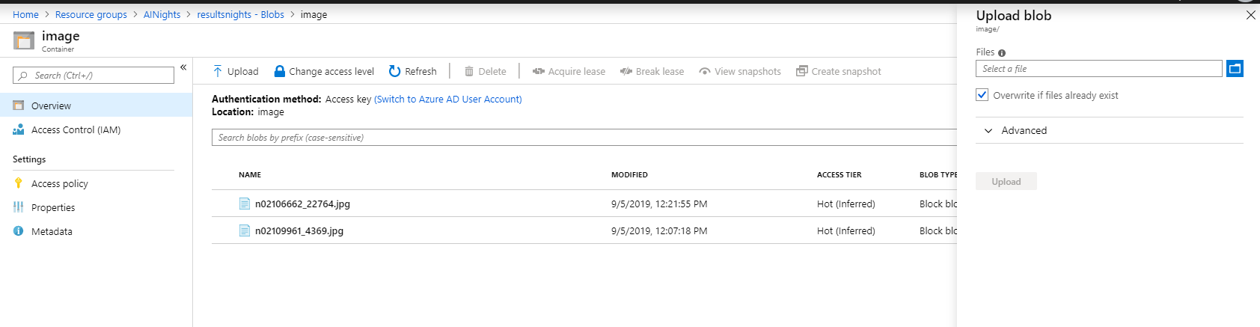 Home > Resource groups > AINights > resultsnights - Blobs > image
image
Container
Search (Ctrl+/)
«
Overview
Access Control (IAM)
Settings
Access policy
Properties
Metadata
Upload Change access level Refresh Delete Acquire lease Break lease View snapshots Create snapshot
Authentication method: Access key (Switch to Azure AD User Account)
Location: image
Search blobs by prefix (case-sensitive)
NAME MODIFIED ACCESS TIER BLOB TYPE
n02106662_22764.jpg 9/5/2019, 12:21:55 PM Hot (Inferred) Block blo
n02109961_4369.jpg 9/5/2019, 12:07:18 PM Hot (Inferred) Block blo
Upload blob
image/
Files
Select a file
Overwrite if files already exist
Advanced
Upload